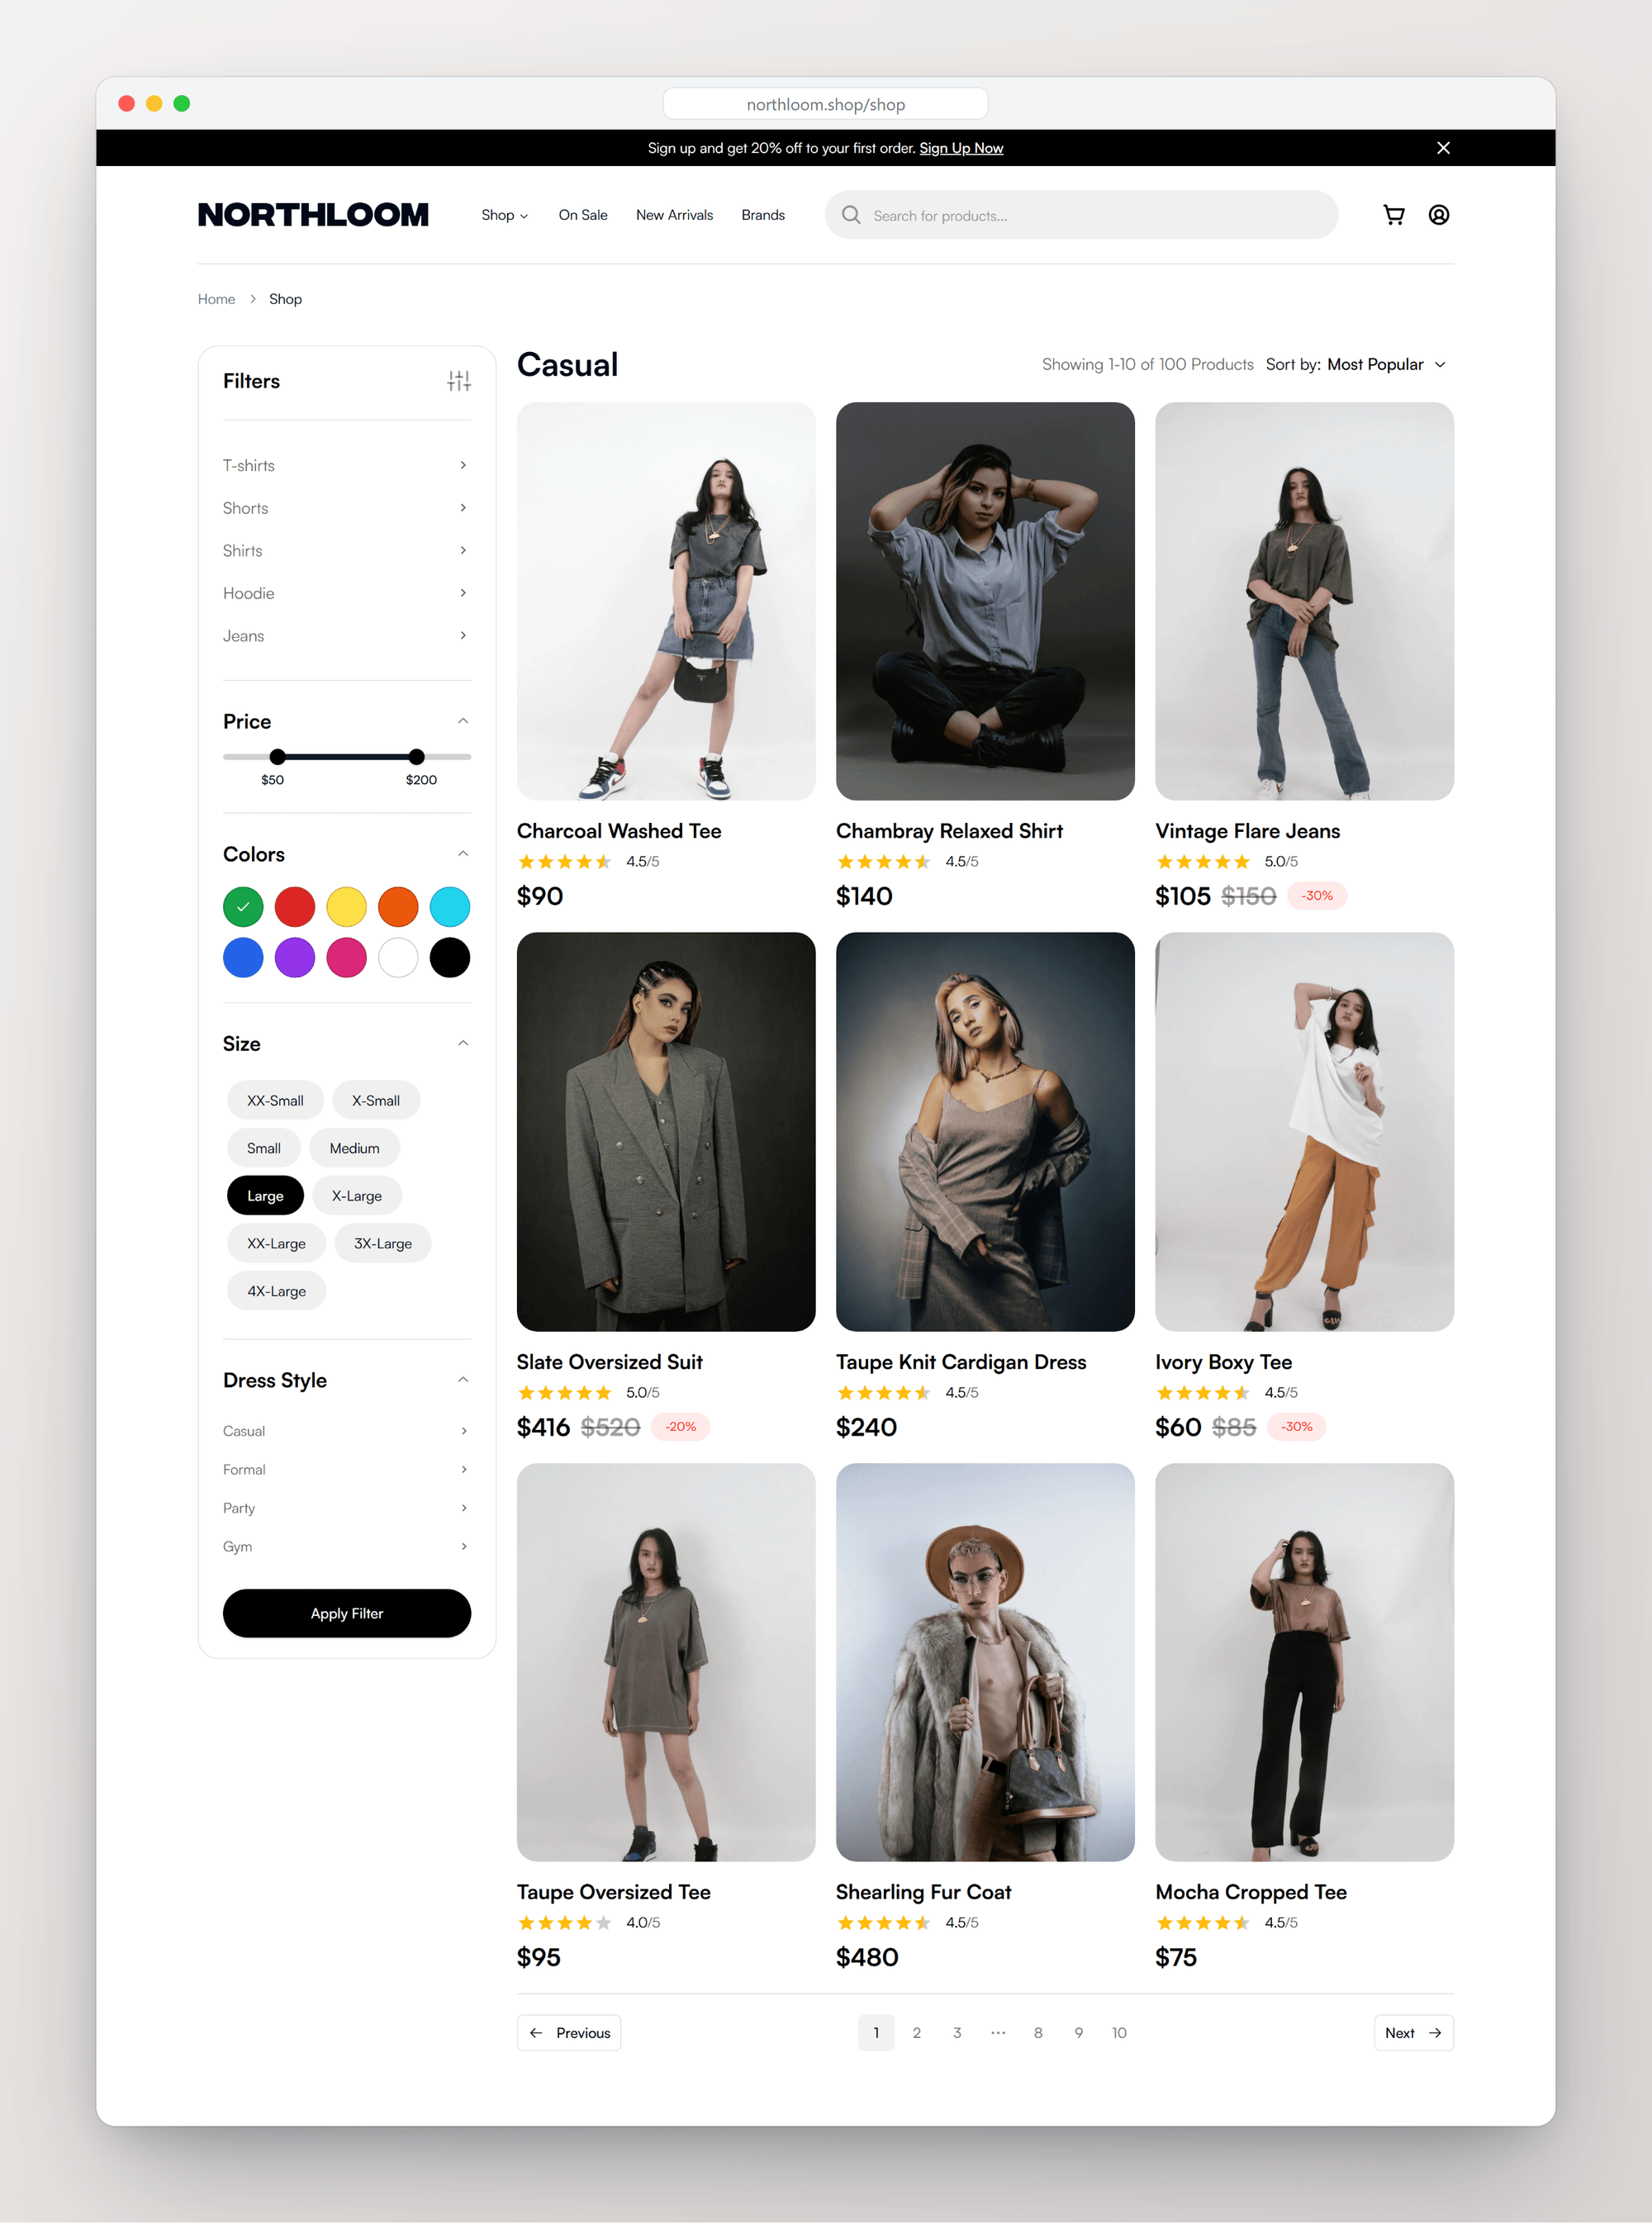 northloom.shop/shop
Sign up and get 20% off to your first order. Sign Up Now
NORTHLOOM
Shop
On Sale
New Arrivals
Brands
Search for products...
Home > Shop
Filters
T-shirts
Shorts
Shirts
Hoodie
Jeans
Price
$50
$200
Colors
Size
XX-Small
X-Small
Small
Medium
Large
X-Large
XX-Large
3X-Large
4X-Large
Dress Style
Casual
Formal
Party
Gym
Apply Filter
Casual
Showing 1-10 of 100 Products
Sort by: Most Popular
Charcoal Washed Tee
4.5/5
$90
Chambray Relaxed Shirt
4.5/5
$140
Vintage Flare Jeans
5.0/5
$105 $150 -30%
Slate Oversized Suit
5.0/5
$416 $520 -20%
Taupe Knit Cardigan Dress
4.5/5
$240
Ivory Boxy Tee
4.5/5
$60 $85 -30%
Taupe Oversized Tee
4.0/5
$95
Shearling Fur Coat
4.5/5
$480
Mocha Cropped Tee
4.5/5
$75
Previous
1 2 3 ... 8 9 10
Next